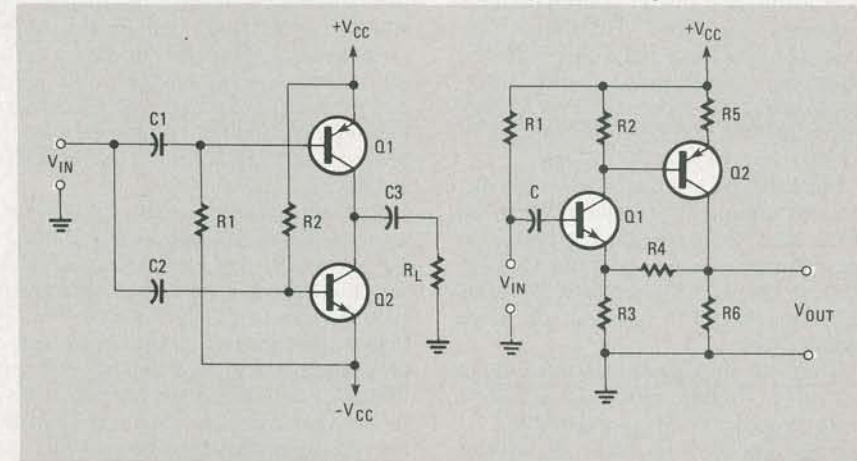 +VCC
C1
Q1
VIN
C3
R1
R2
RL
C2
Q2
-VCC
+VCC
R1
R2
R5
Q2
C
Q1
R4
VIN
R3
R6
VOUT